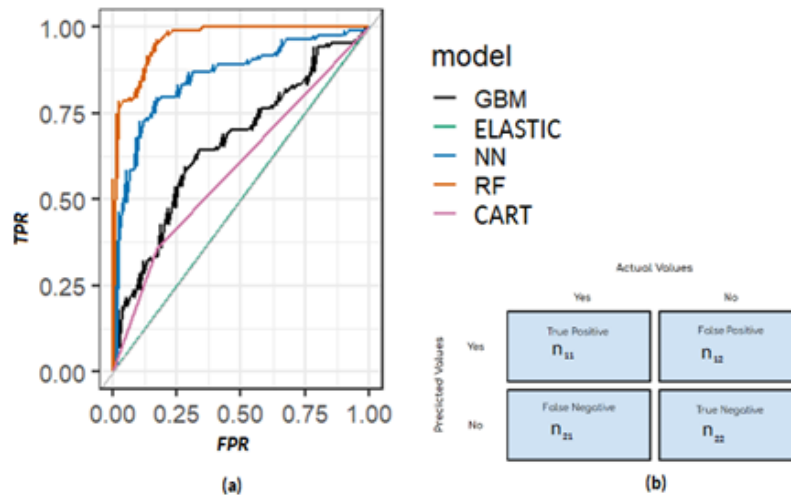 1.00
0.75
0.50
0.25
0.00
TPR
0.00 0.25 0.50 0.75 1.00
FPR
(a)
model
GBM
ELASTIC
NN
RF
CART
Actual Values
Yes No
Predicted Values
Yes
True Positive
n11
False Positive
n12
No
False Negative
n21
True Negative
n22
(b)